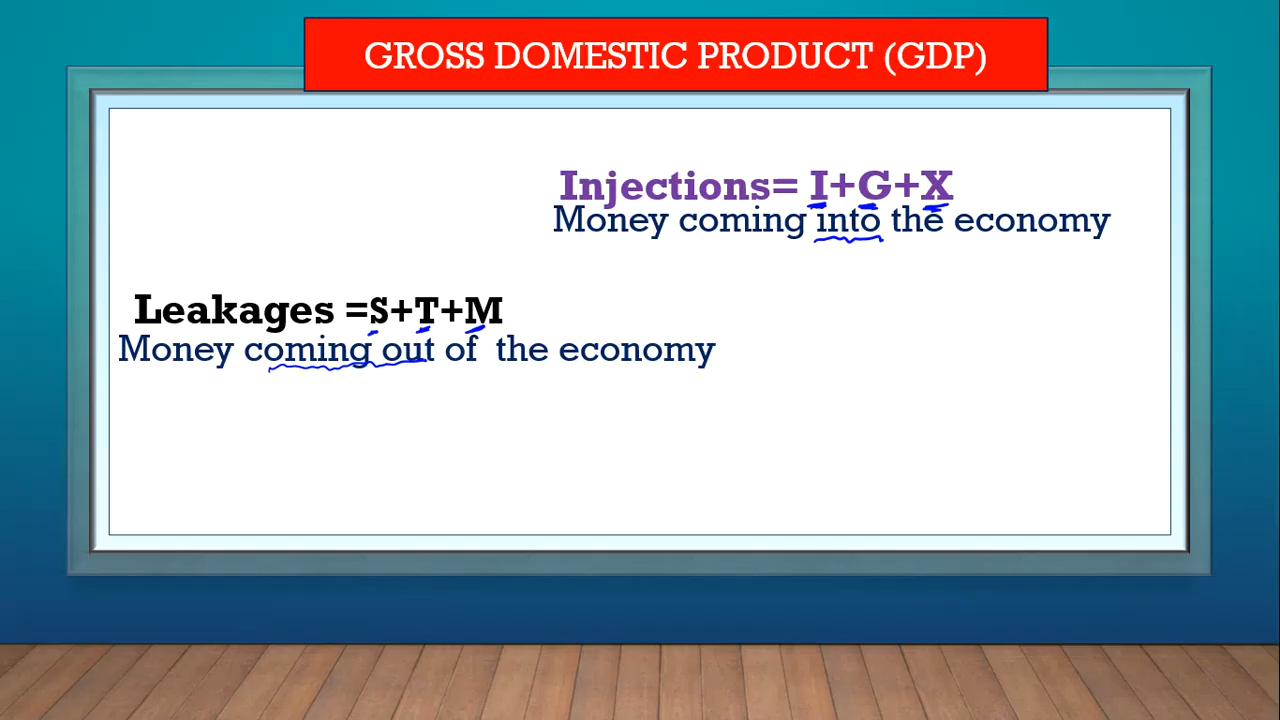 GROSS DOMESTIC PRODUCT (GDP)
Injections= I+G+X
Money coming into the economy
Leakages =S+T+M
Money coming out of the economy